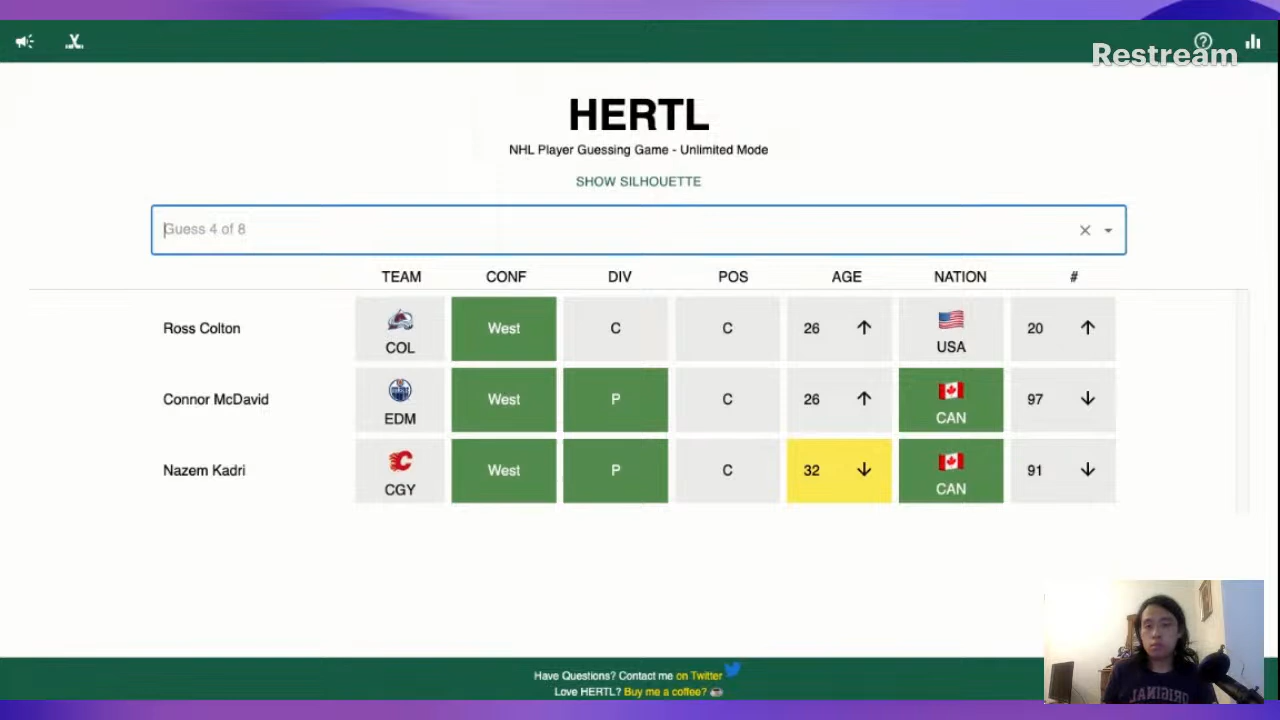 Restream
HERTL
NHL Player Guessing Game - Unlimited Mode
SHOW SILHOUETTE
Guess 4 of 8
TEAM CONF DIV POS AGE NATION #
Ross Colton COL West C C 26 ↑ USA 20 ↑
Connor McDavid EDM West P C 26 ↑ CAN 97 ↓
Nazem Kadri CGY West P C 32 ↓ CAN 91 ↓
Have Questions? Contact me on Twitter
Love HERTL? Buy me a coffee?
ORIGINAL